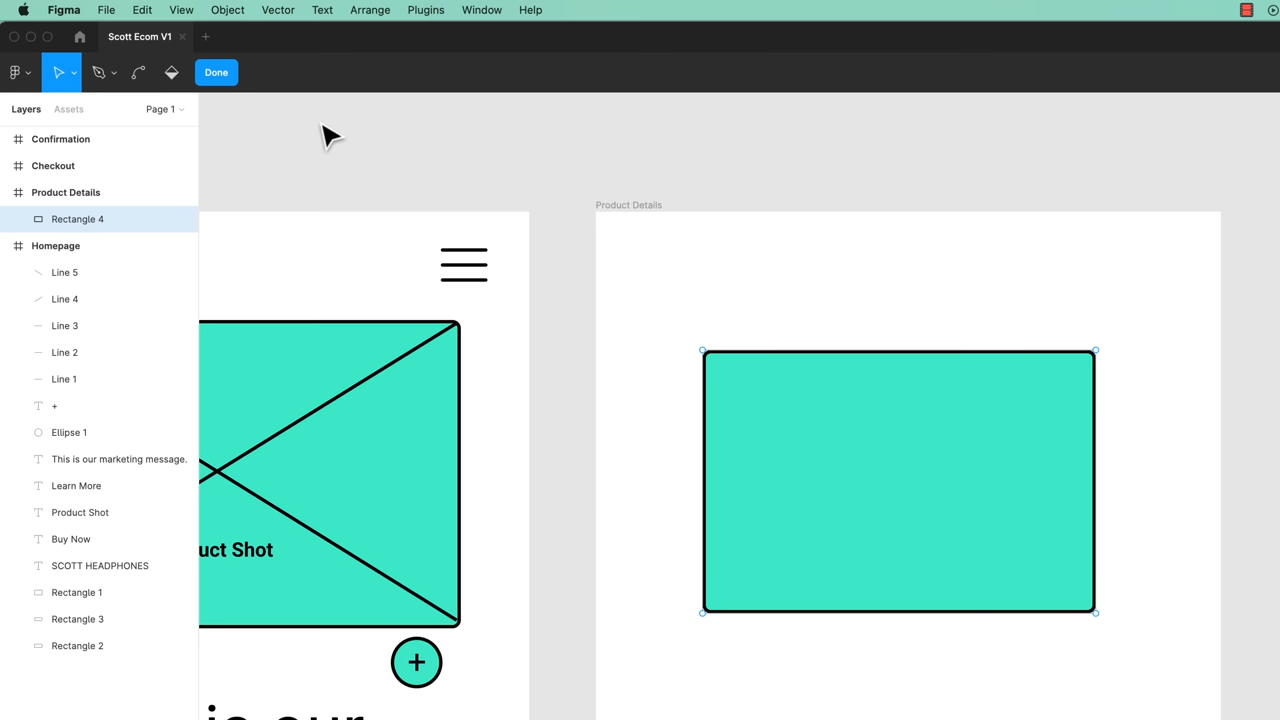 Figma File Edit View Object Vector Text Arrange Plugins Window Help
Scott Ecom V1
Done
Layers Assets Page 1
Confirmation
Checkout
Product Details
Rectangle 4
Homepage
Line 5
Line 4
Line 3
Line 2
Line 1
+
Ellipse 1
This is our marketing message.
Learn More
Product Shot
Buy Now
SCOTT HEADPHONES
Rectangle 1
Rectangle 3
Rectangle 2
Product Details
uct Shot
+
is our